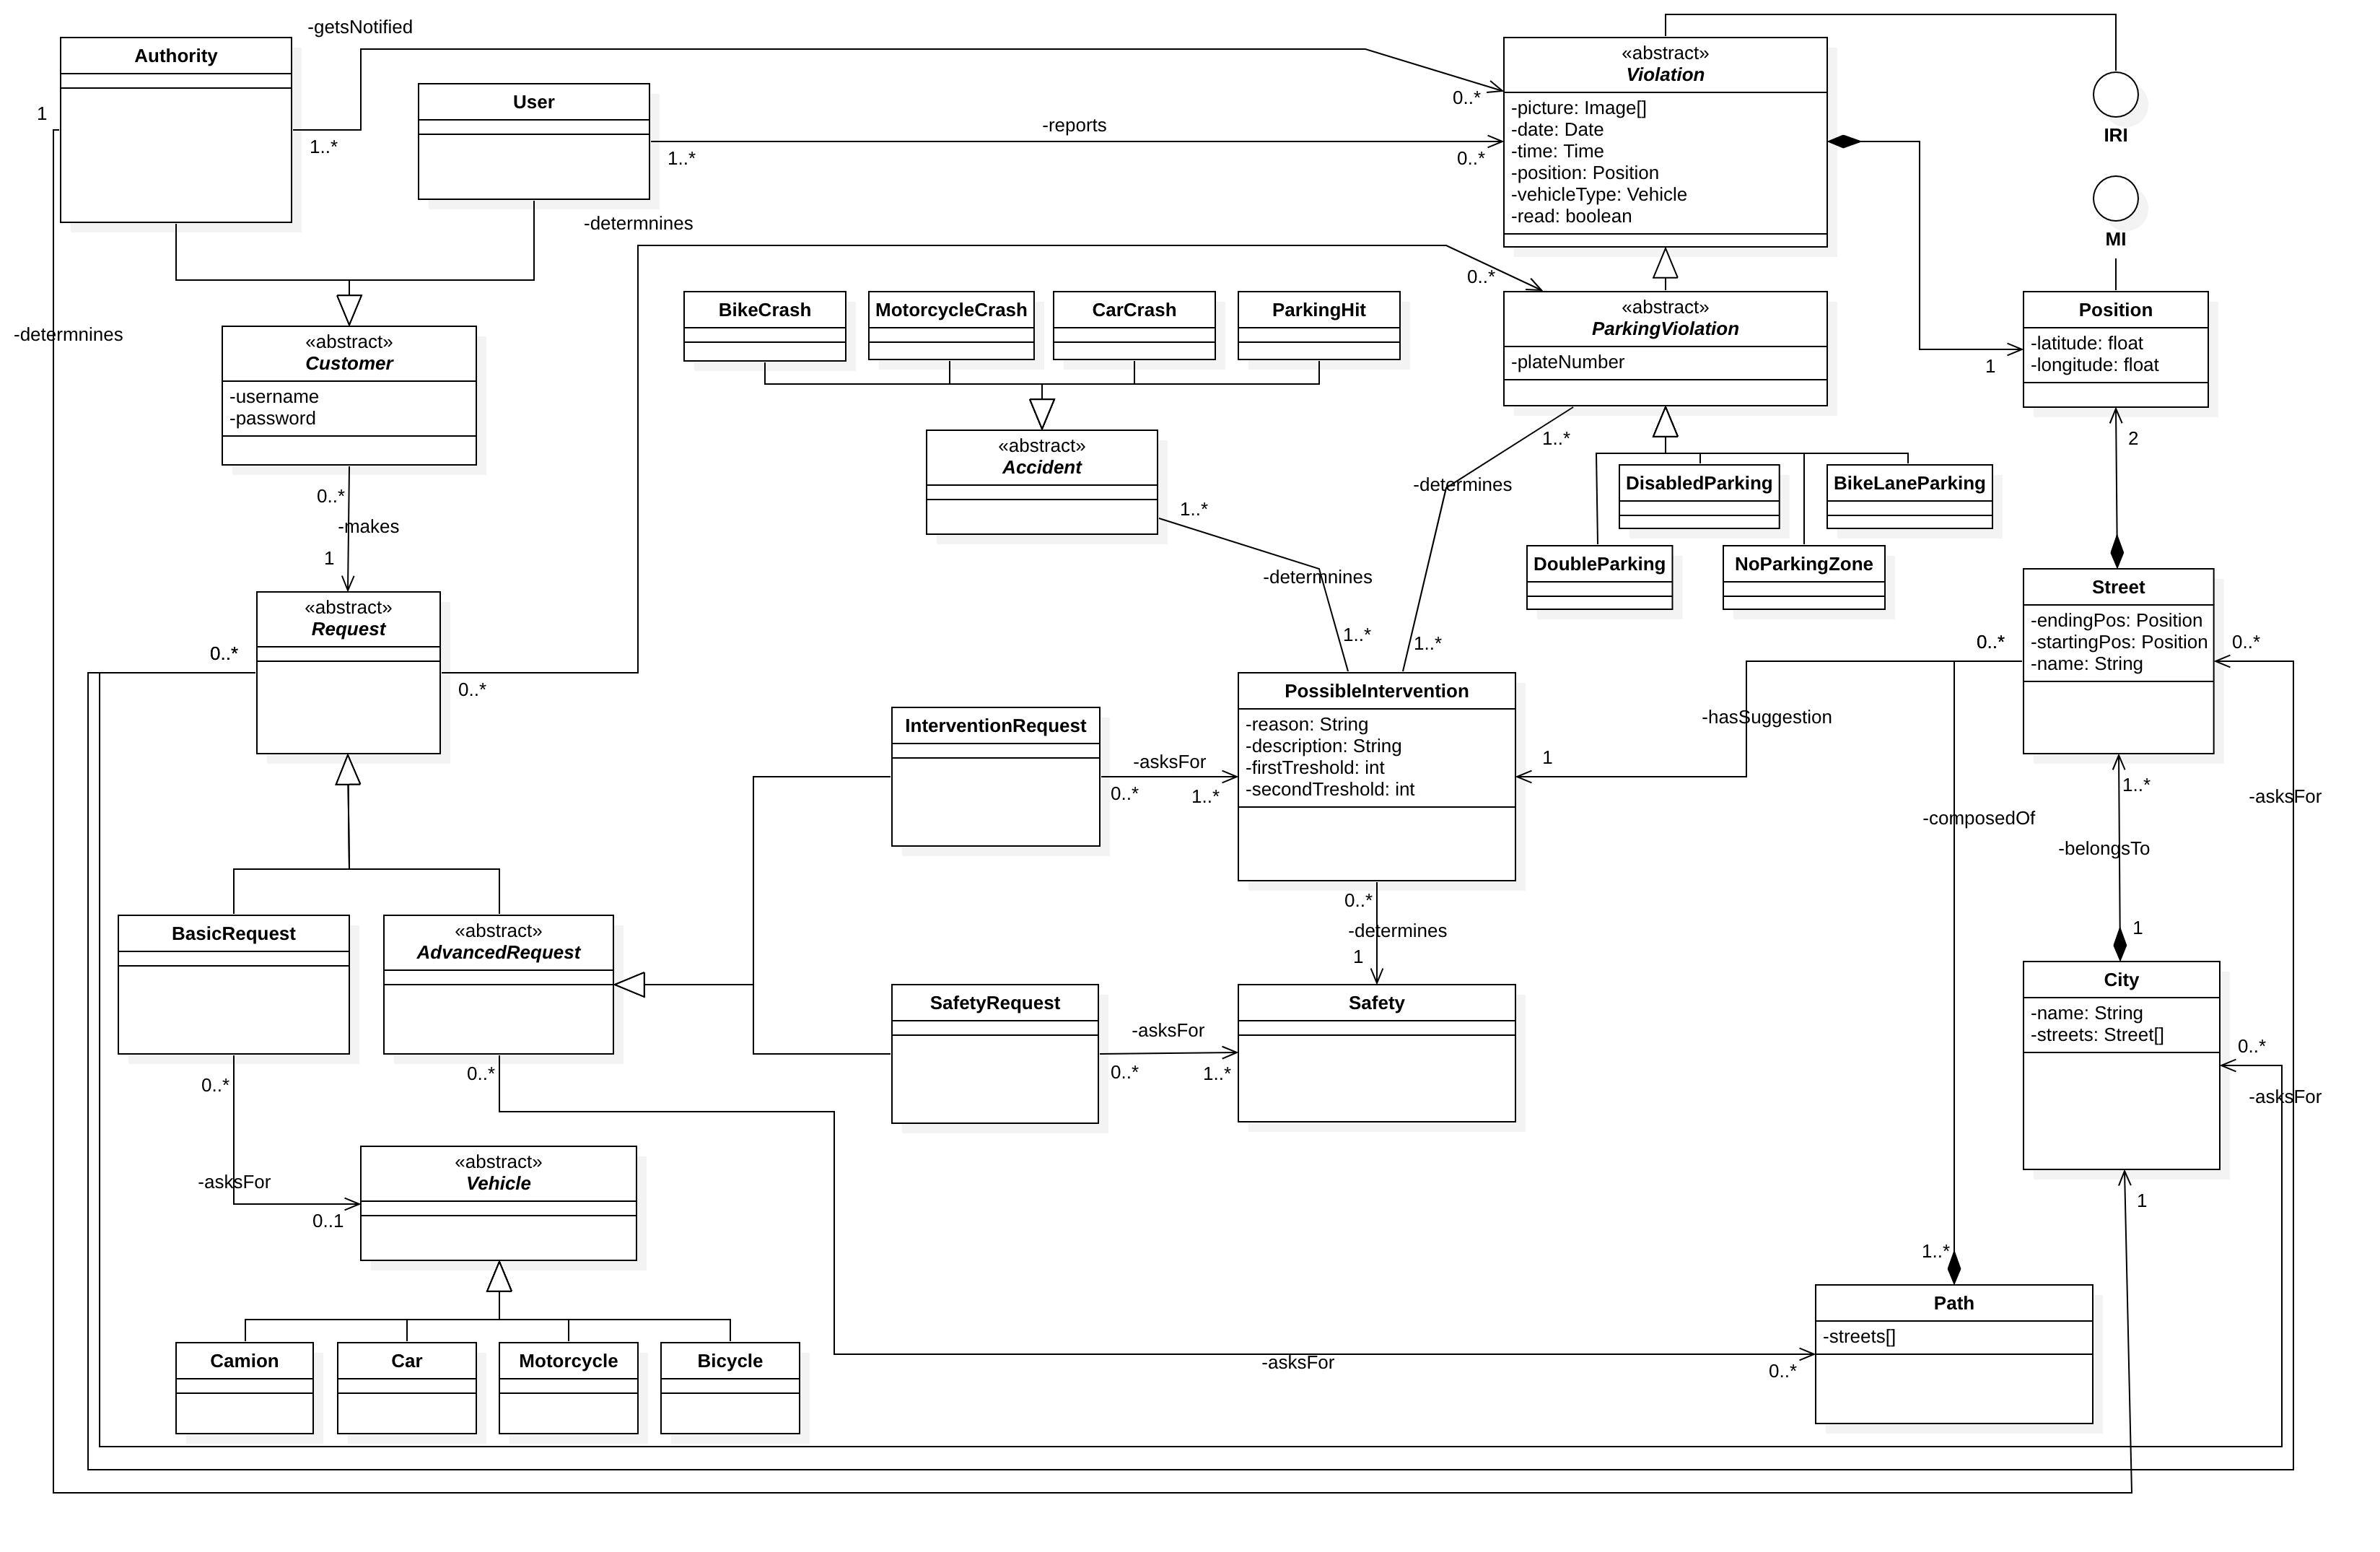 -getsNotified
Authority
1
1..*
User
1..*
-reports
0..*
0..*
«abstract»
Violation
-picture: Image[]
-date: Date
-time: Time
-position: Position
-vehicleType: Vehicle
-read: boolean
IRI
MI
-determnines
0..*
-determnines
«abstract»
Customer
-username
-password
BikeCrash
MotorcycleCrash
CarCrash
ParkingHit
«abstract»
ParkingViolation
-plateNumber
Position
-latitude: float
-longitude: float
1
2
«abstract»
Accident
1..*
-determnines
1..*
1..*
-determines
1..*
DisabledParking
BikeLaneParking
DoubleParking
NoParkingZone
0..*
-makes
1
«abstract»
Request
0..*
0..*
Street
-endingPos: Position
-startingPos: Position
-name: String
0..*
0..*
InterventionRequest
-asksFor
0..*
1..*
PossibleIntervention
-reason: String
-description: String
-firstTreshold: int
-secondTreshold: int
-hasSuggestion
1
-composedOf
1..*
-belongsTo
1
-asksFor
BasicRequest
«abstract»
AdvancedRequest
0..*
-determines
1
SafetyRequest
-asksFor
0..*
1..*
Safety
City
-name: String
-streets: Street[]
0..*
-asksFor
1
0..*
0..*
-asksFor
0..1
«abstract»
Vehicle
Camion
Car
Motorcycle
Bicycle
-asksFor
0..*
1..*
Path
-streets[]